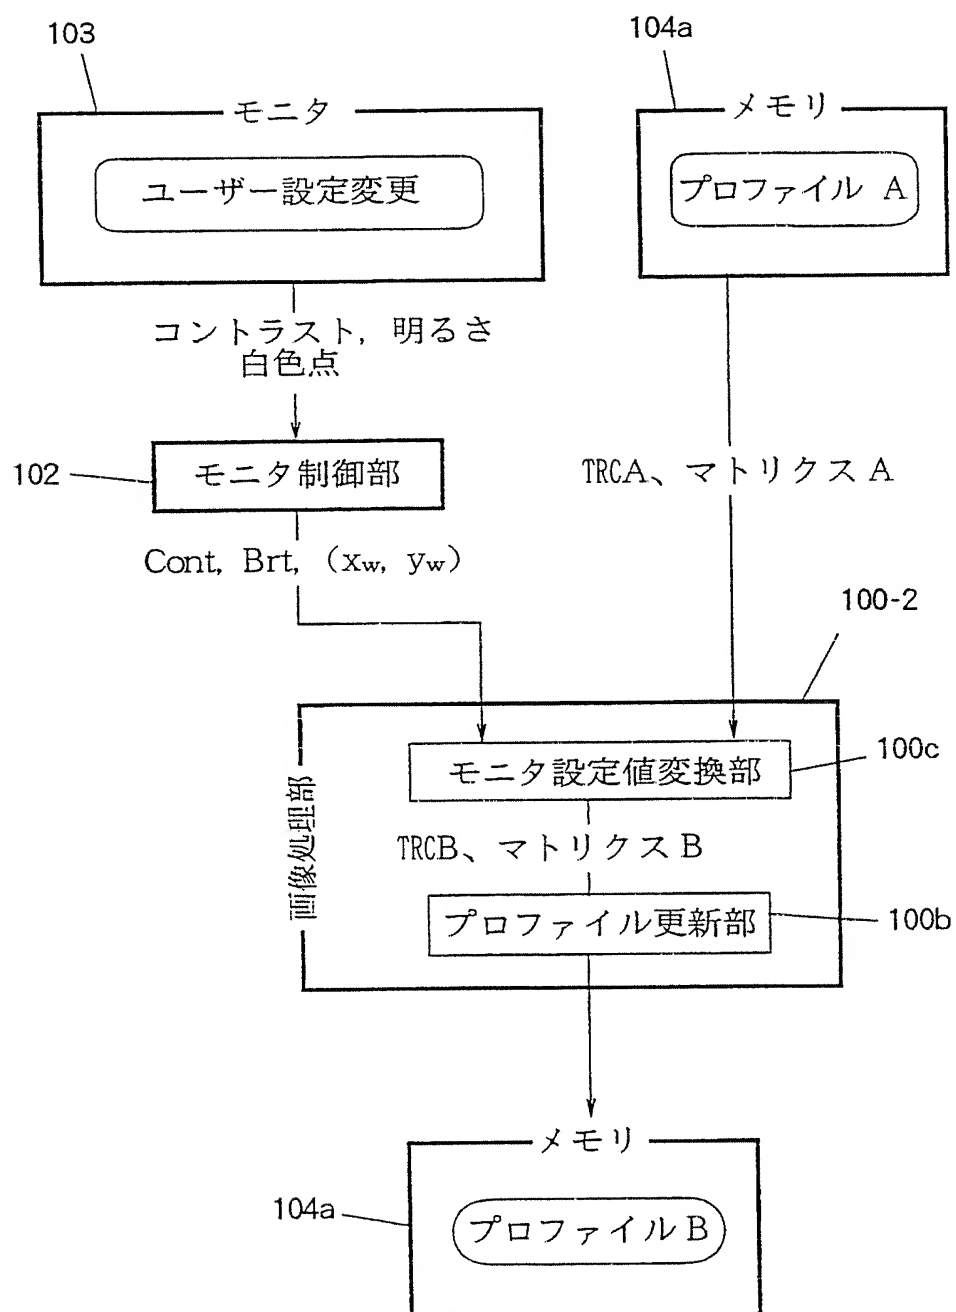 103
104a
モニタ
メモリ
ユーザー設定変更
プロファイル A
コントラスト, 明るさ
白色点
102
モニタ制御部
TRCA、マトリクスA
Cont, Brt, (xw, yw)
100-2
画像処理部
モニタ設定値変換部
100c
TRCB、マトリクスB
プロファイル更新部
100b
メモリ
104a
プロファイルB